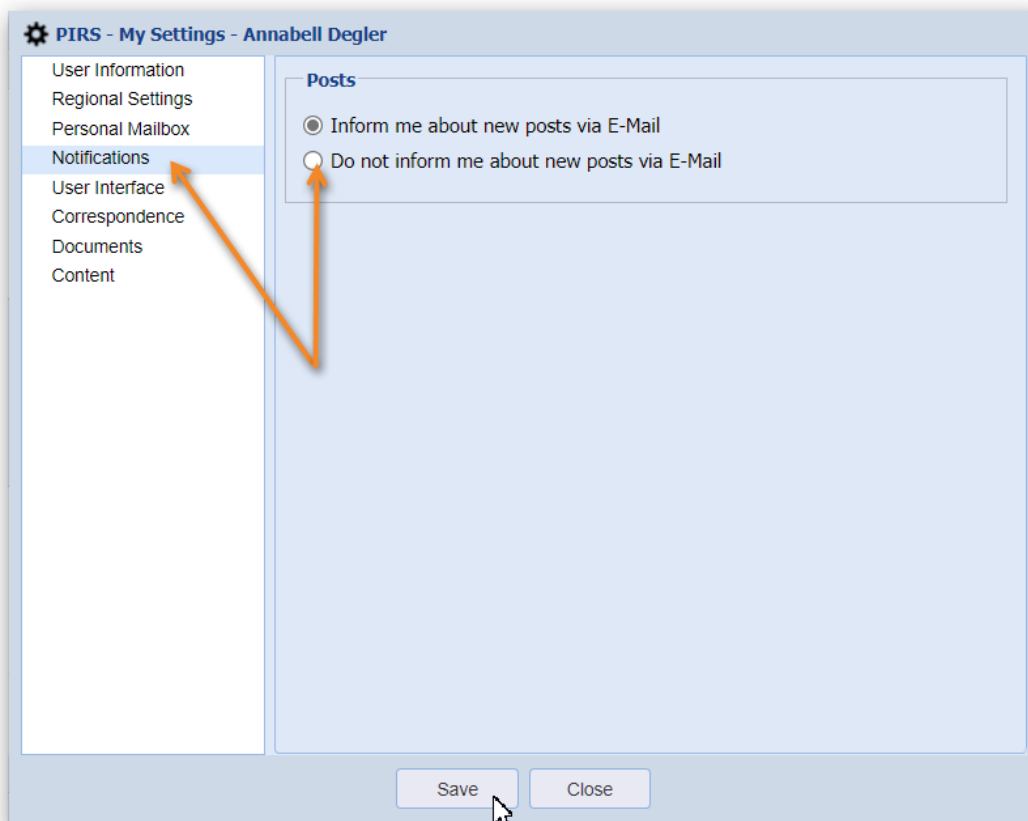 PIRS - My Settings - Annabell Degler
User Information
Regional Settings
Personal Mailbox
Notifications
User Interface
Correspondence
Documents
Content
Posts
Inform me about new posts via E-Mail
Do not inform me about new posts via E-Mail
Save
Close